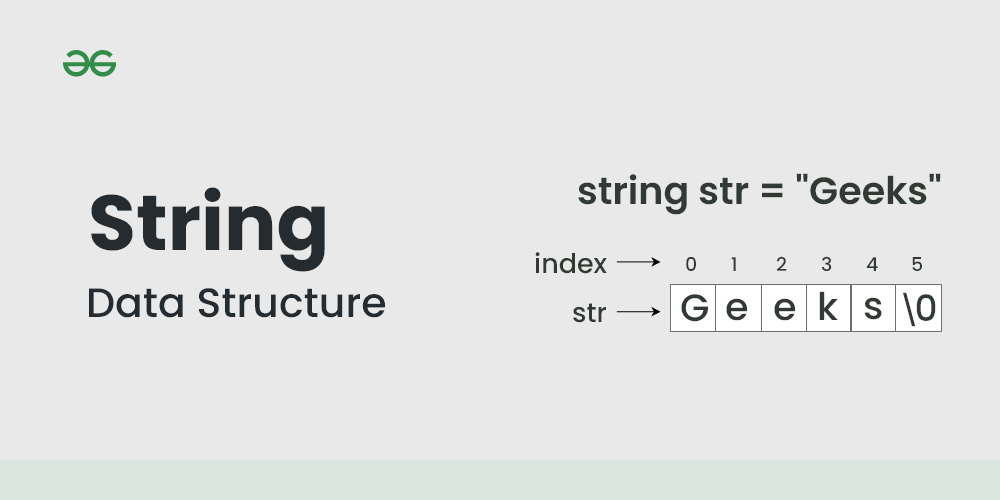 String
Data Structure
string str = "Geeks"
index 0 1 2 3 4 5
str G e e k s \0